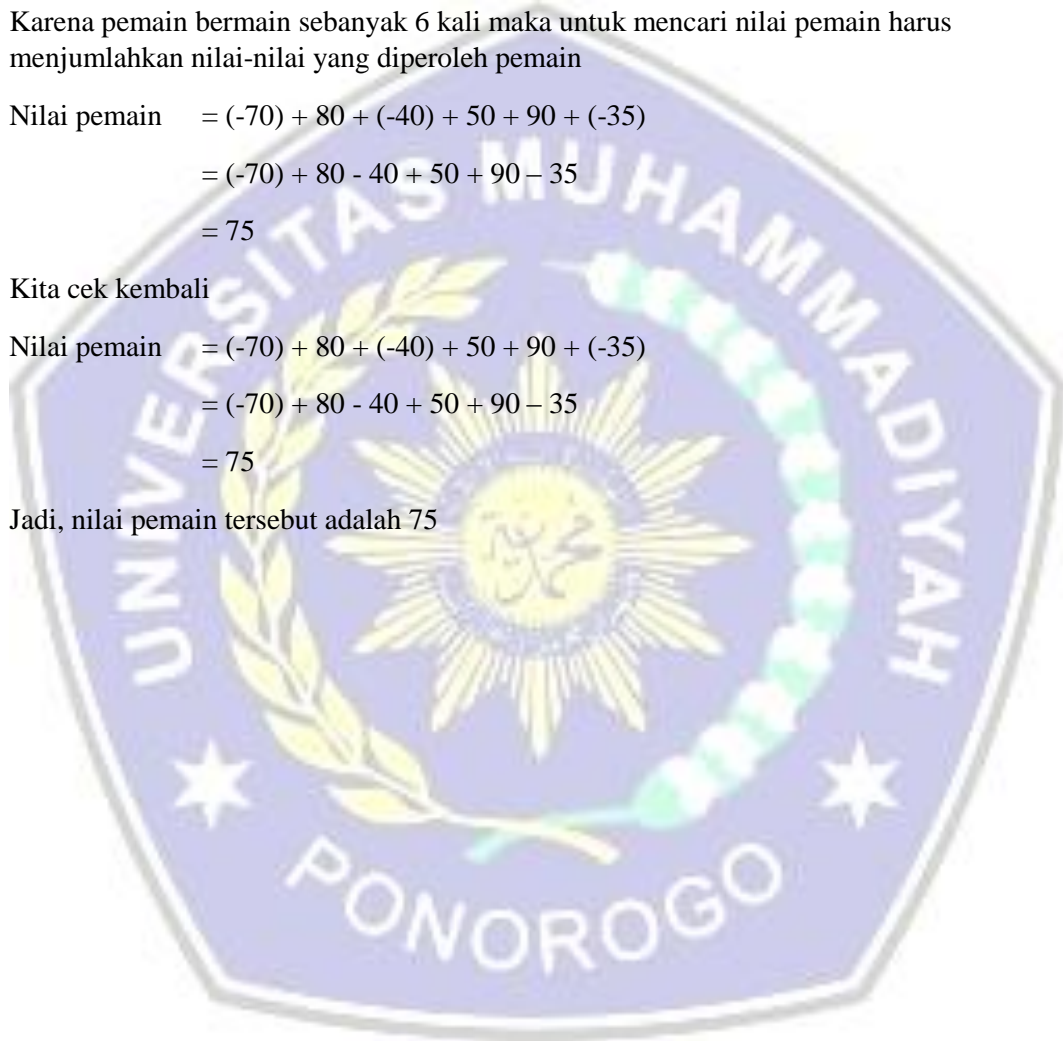 Karena pemain bermain sebanyak 6 kali maka untuk mencari nilai pemain harus
menjumlahkan nilai-nilai yang diperoleh pemain
Nilai pemain = (-70) + 80 + (-40) + 50 + 90 + (-35)
= (-70) + 80 - 40 + 50 + 90 – 35
= 75
Kita cek kembali
Nilai pemain = (-70) + 80 + (-40) + 50 + 90 + (-35)
= (-70) + 80 - 40 + 50 + 90 – 35
= 75
Jadi, nilai pemain tersebut adalah 75
UNIVERSITAS MUHAMMADIYAH
PONOROGO